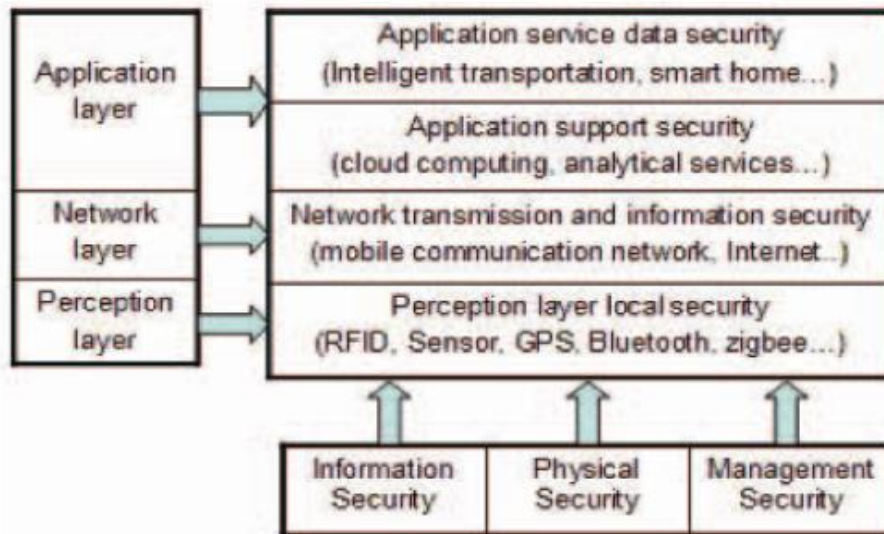 Application
layer
Network
layer
Perception
layer
Application service data security
(Intelligent transportation, smart home...)
Application support security
(cloud computing, analytical services...)
Network transmission and information security
(mobile communication network, Internet...)
Perception layer local security
(RFID, Sensor, GPS, Bluetooth, zigbee...)
Information
Security
Physical
Security
Management
Security